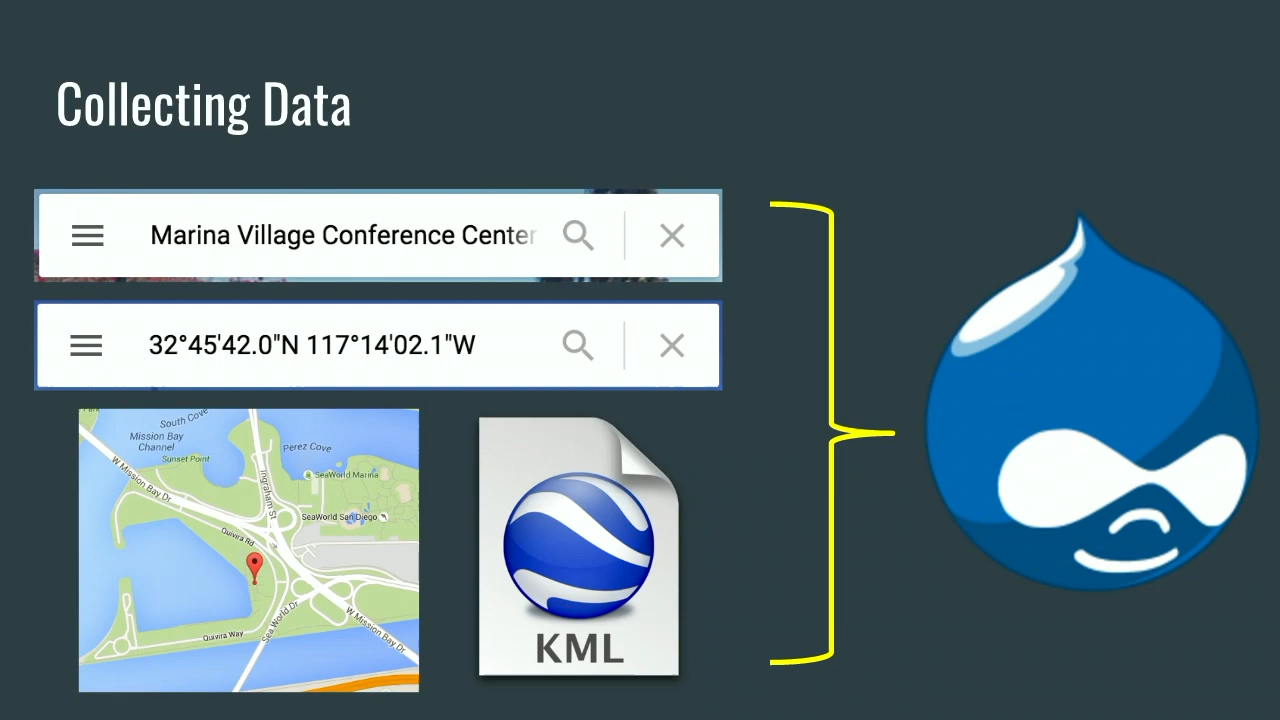 Collecting Data
Marina Village Conference Center
32°45'42.0"N 117°14'02.1"W
South Cove
Mission Bay
Channel
Sunset Point
Perez Cove
W Mission Bay Dr
Ingraham St
SeaWorld Marina
SeaWorld San Diego
Quivira Rd
Quivira Way
Sea World Dr
W Mission Bay Dr
KML